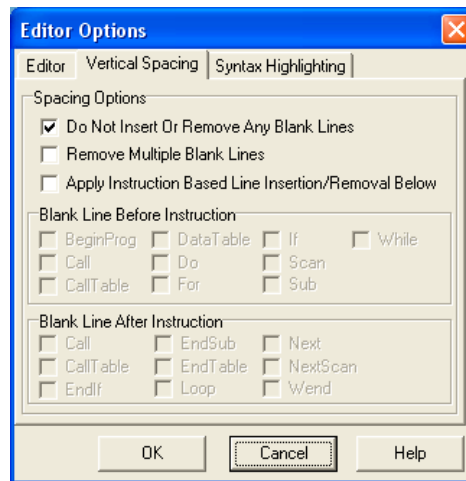 Editor Options
Editor Vertical Spacing Syntax Highlighting
Spacing Options
Do Not Insert Or Remove Any Blank Lines
Remove Multiple Blank Lines
Apply Instruction Based Line Insertion/Removal Below
Blank Line Before Instruction
BeginProg DataTable If While
Call Do Scan
CallTable For Sub
Blank Line After Instruction
Call EndSub Next
CallTable EndTable NextScan
EndIf Loop Wend
OK Cancel Help